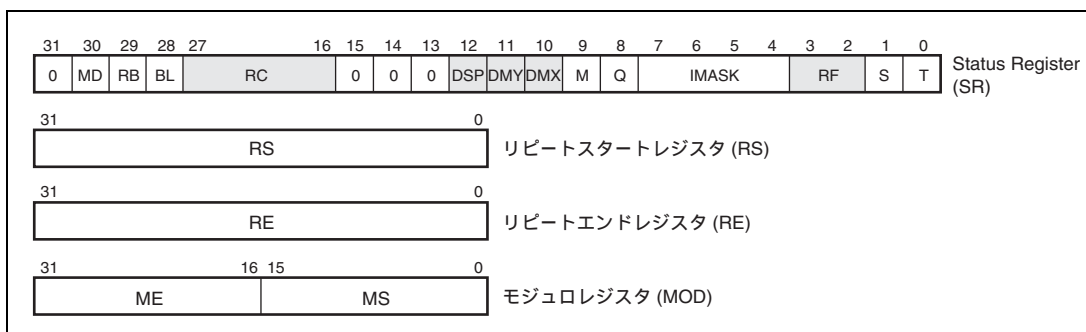 31 30 29 28 27 16 15 14 13 12 11 10 9 8 7 6 5 4 3 2 1 0
0 MD RB BL RC 0 0 0 DSP DMY DMX M Q IMASK RF S T Status Register
(SR)
31 0
RS リピートスタートレジスタ (RS)
31 0
RE リピートエンドレジスタ (RE)
31 16 15 0
ME MS モジュロレジスタ (MOD)